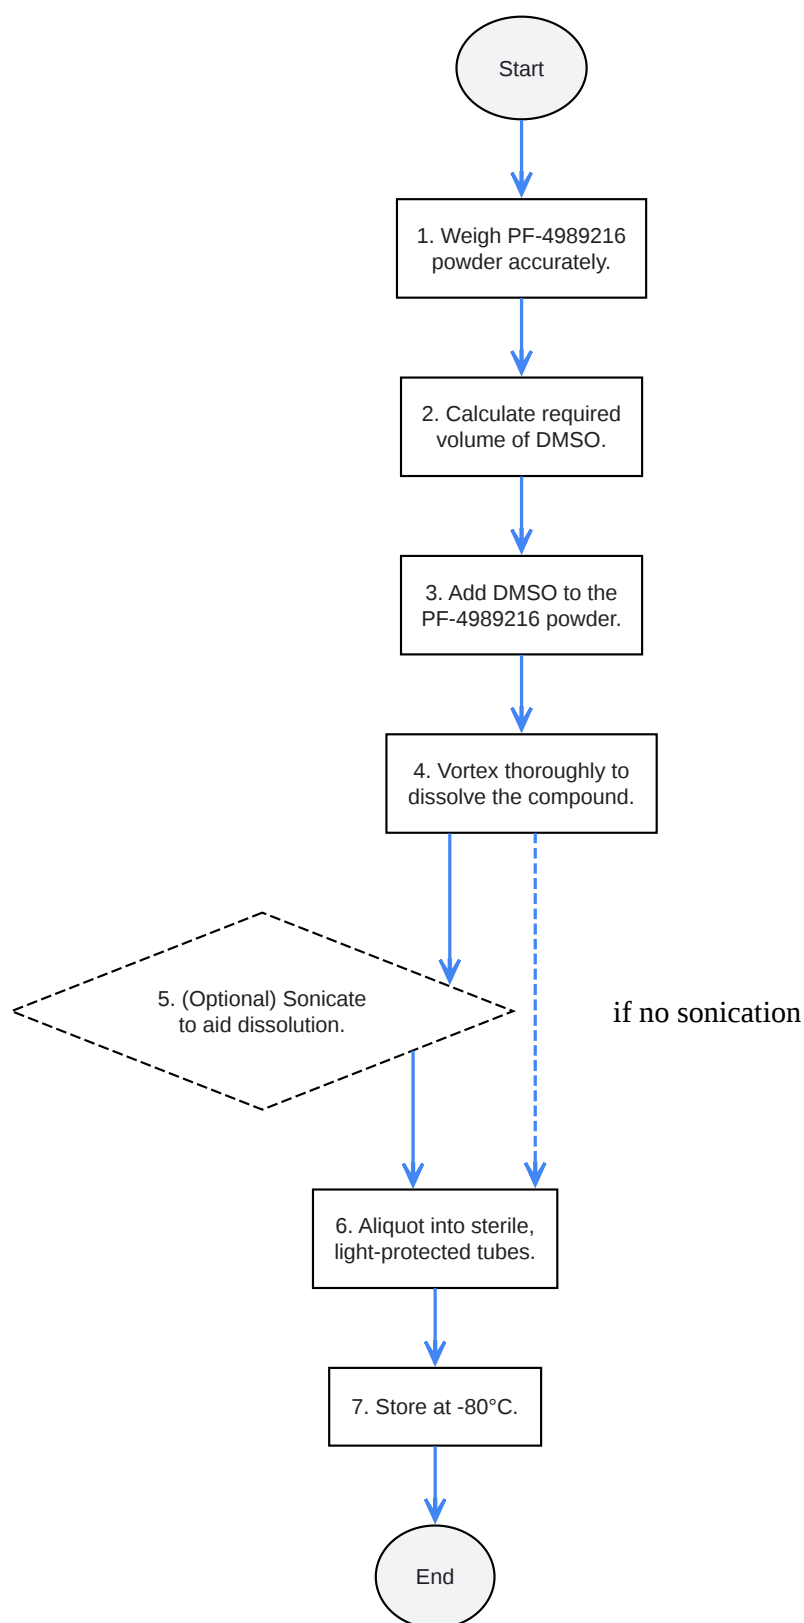 Start
1. Weigh PF-4989216
powder accurately.
2. Calculate required
volume of DMSO.
3. Add DMSO to the
PF-4989216 powder.
4. Vortex thoroughly to
dissolve the compound.
5. (Optional) Sonicate
to aid dissolution.
if no sonication
6. Aliquot into sterile,
light-protected tubes.
7. Store at -80°C.
End